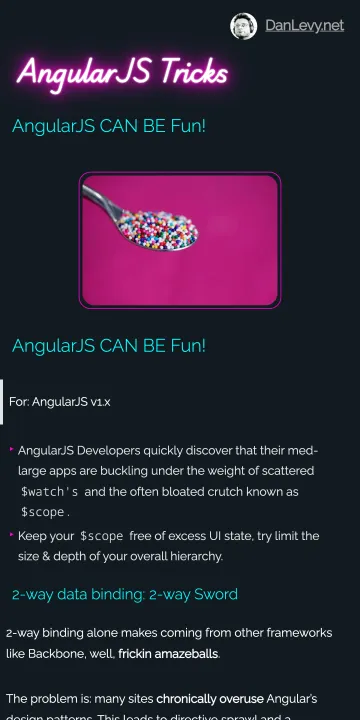 DanLevy.net
AngularJS Tricks
AngularJS CAN BE Fun!
AngularJS CAN BE Fun!
For: AngularJS v1.x
‣ AngularJS Developers quickly discover that their med-
large apps are buckling under the weight of scattered
$watch's and the often bloated crutch known as
$scope.
‣ Keep your $scope free of excess UI state, try limit the
size & depth of your overall hierarchy.
2-way data binding: 2-way Sword
2-way binding alone makes coming from other frameworks
like Backbone, well, frickin amazeballs.
The problem is: many sites chronically overuse Angular's
design patterns. This leads to directive sprawl and a